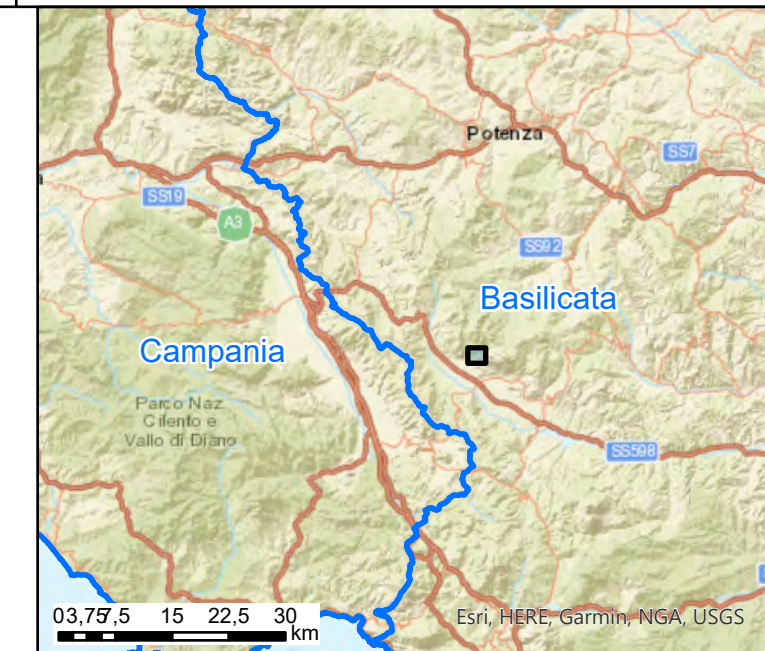 Potenza
SS7
SS19
A3
SS92
Basilicata
Campania
Parco Naz.
Cilento e
Vallo di Diano
SS598
03,757,5 15 22,5 30
km
Esri, HERE, Garmin, NGA, USGS